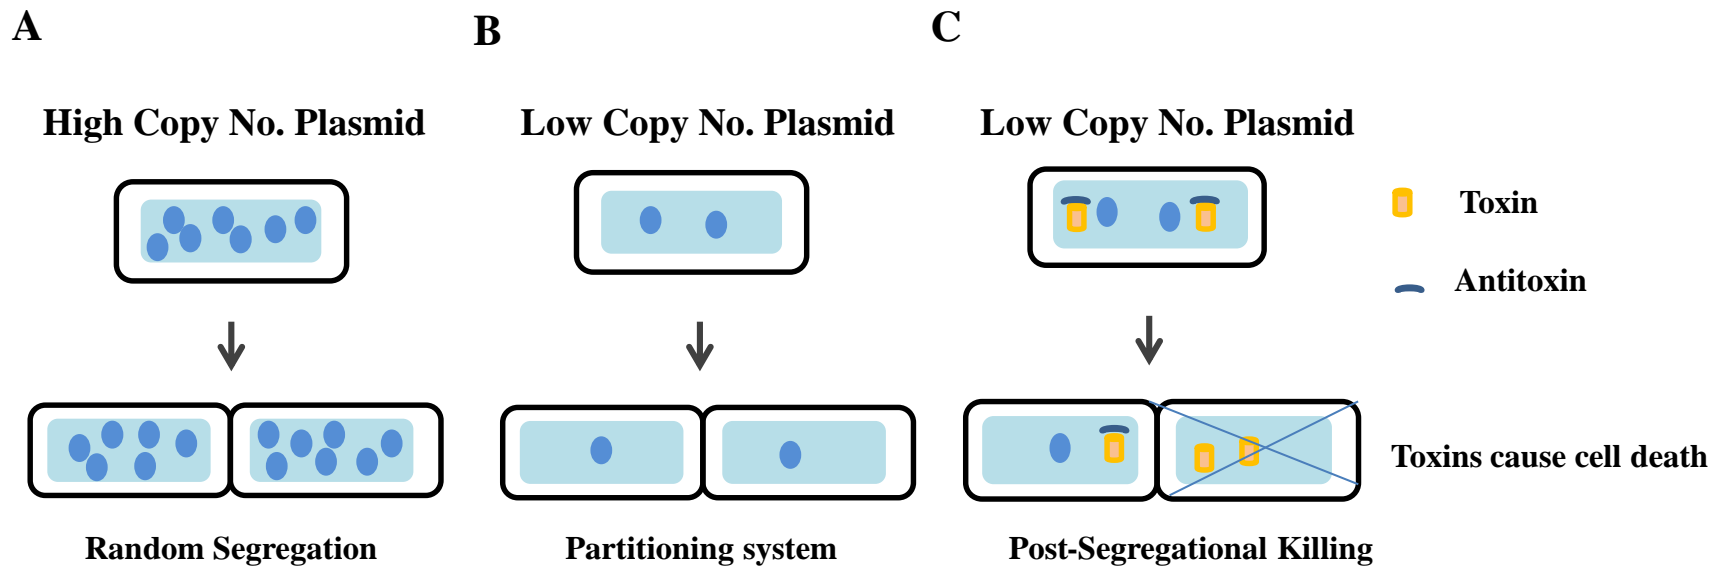 A
B
C
High Copy No. Plasmid
Low Copy No. Plasmid
Low Copy No. Plasmid
Toxin
Antitoxin
Toxins cause cell death
Random Segregation
Partitioning system
Post-Segregational Killing